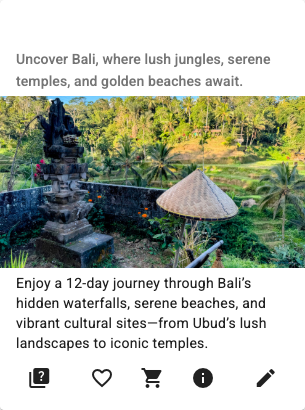 Uncover Bali, where lush jungles, serene
temples, and golden beaches await.
Enjoy a 12-day journey through Bali’s
hidden waterfalls, serene beaches, and
vibrant cultural sites—from Ubud’s lush
landscapes to iconic temples.